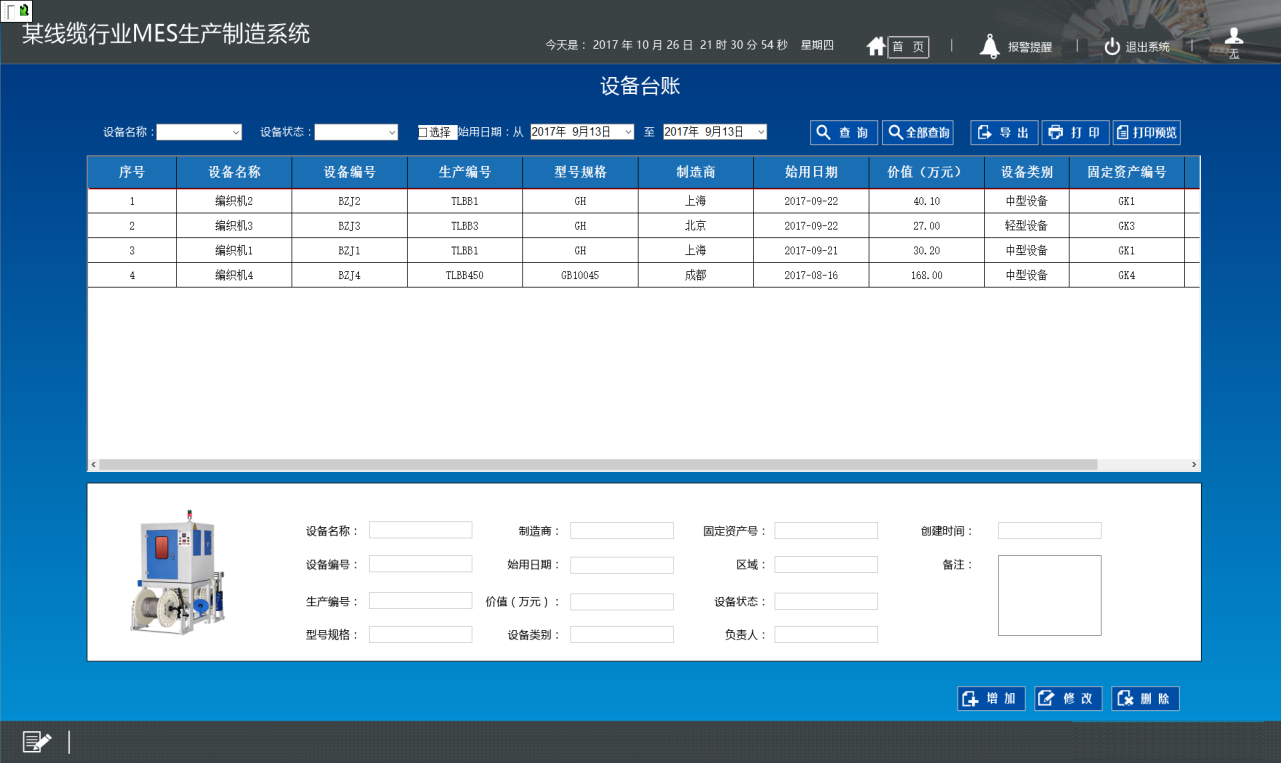 某线缆行业MES生产制造系统
今天是： 2017 年 10 月 26 日 21 时 30 分 54 秒 星期四
首 页 | 报警提醒 | 退出系统 | 无
设备台账
设备名称： 设备状态： 选择 始用日期：从 2017年 9月13日 至 2017年 9月13日 查 询 全部查询 导 出 打 印 打印预览
序号 设备名称 设备编号 生产编号 型号规格 制造商 始用日期 价值（万元） 设备类别 固定资产编号
1 编织机2 BZJ2 TLBB1 GH 上海 2017-09-22 40.10 中型设备 GK1
2 编织机3 BZJ3 TLBB3 GH 北京 2017-09-22 27.00 轻型设备 GK3
3 编织机1 BZJ1 TLBB1 GH 上海 2017-09-21 30.20 中型设备 GK1
4 编织机4 BZJ4 TLBB450 GB10045 成都 2017-08-16 168.00 中型设备 GK4
设备名称： 制造商： 固定资产号： 创建时间：
设备编号： 始用日期： 区域： 备注：
生产编号： 价值（万元）： 设备状态：
型号规格： 设备类别： 负责人：
增 加 修 改 删 除